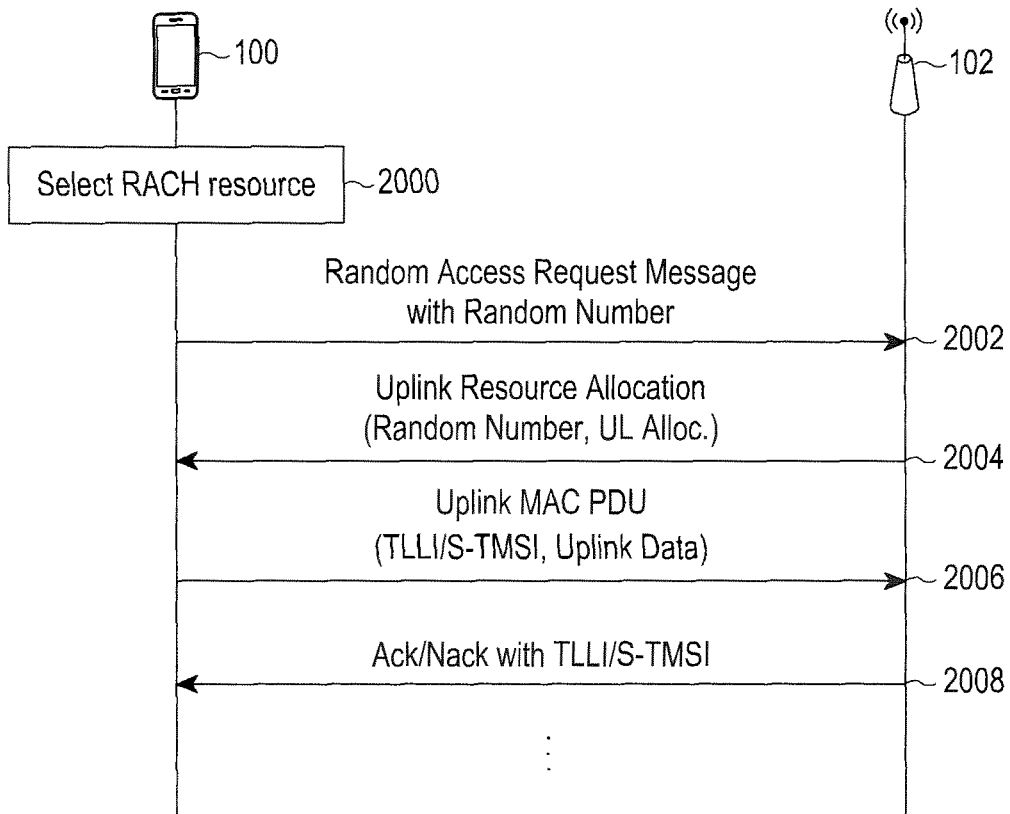 100
102
Select RACH resource
2000
Random Access Request Message
with Random Number
2002
Uplink Resource Allocation
(Random Number, UL Alloc.)
2004
Uplink MAC PDU
(TLLI/S-TMSI, Uplink Data)
2006
Ack/Nack with TLLI/S-TMSI
2008